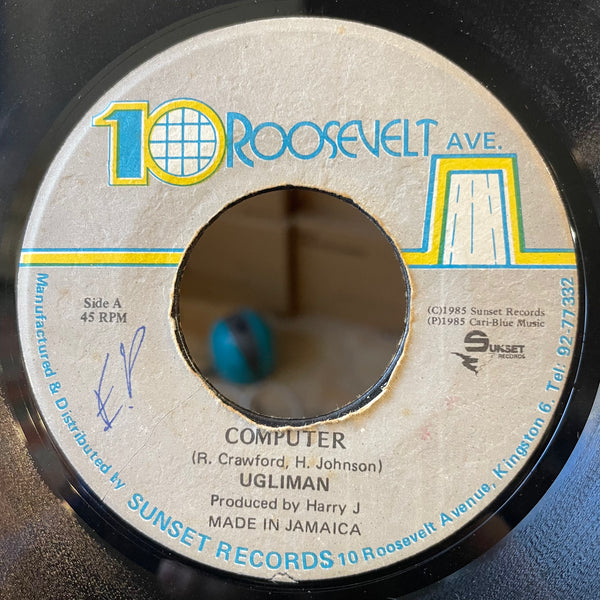 10 ROOSEVELT AVE.
Side A
45 RPM
(C)1985 Sunset Records
(P)1985 Cari-Blue Music
SUNSET
RECORDS
E.P
COMPUTER
(R. Crawford, H. Johnson)
UGLIMAN
Produced by Harry J
MADE IN JAMAICA
Manufactured & Distributed by SUNSET RECORDS 10 Roosevelt Avenue, Kingston 6. Tel: 92-77332